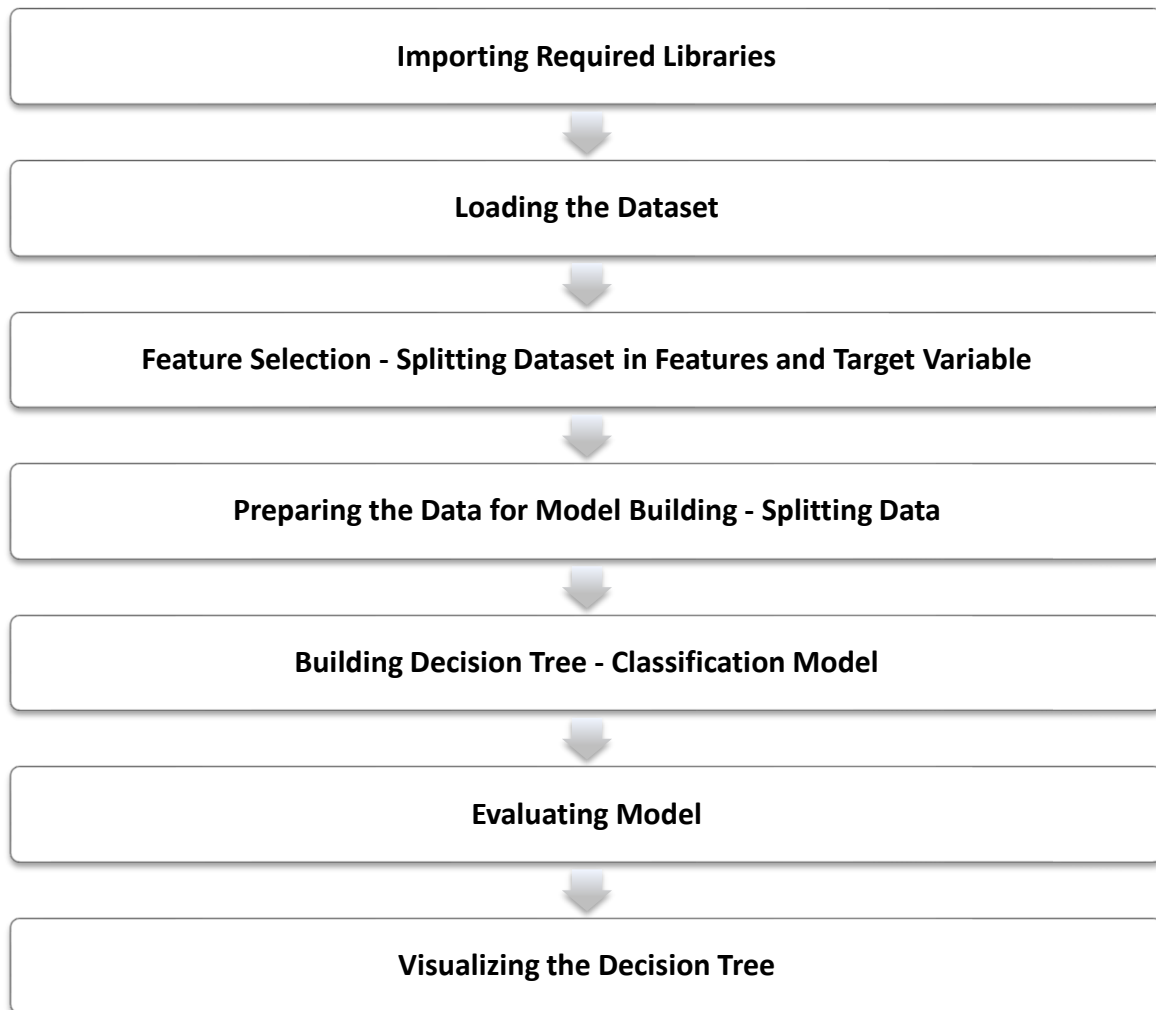 Importing Required Libraries
Loading the Dataset
Feature Selection - Splitting Dataset in Features and Target Variable
Preparing the Data for Model Building - Splitting Data
Building Decision Tree - Classification Model
Evaluating Model
Visualizing the Decision Tree